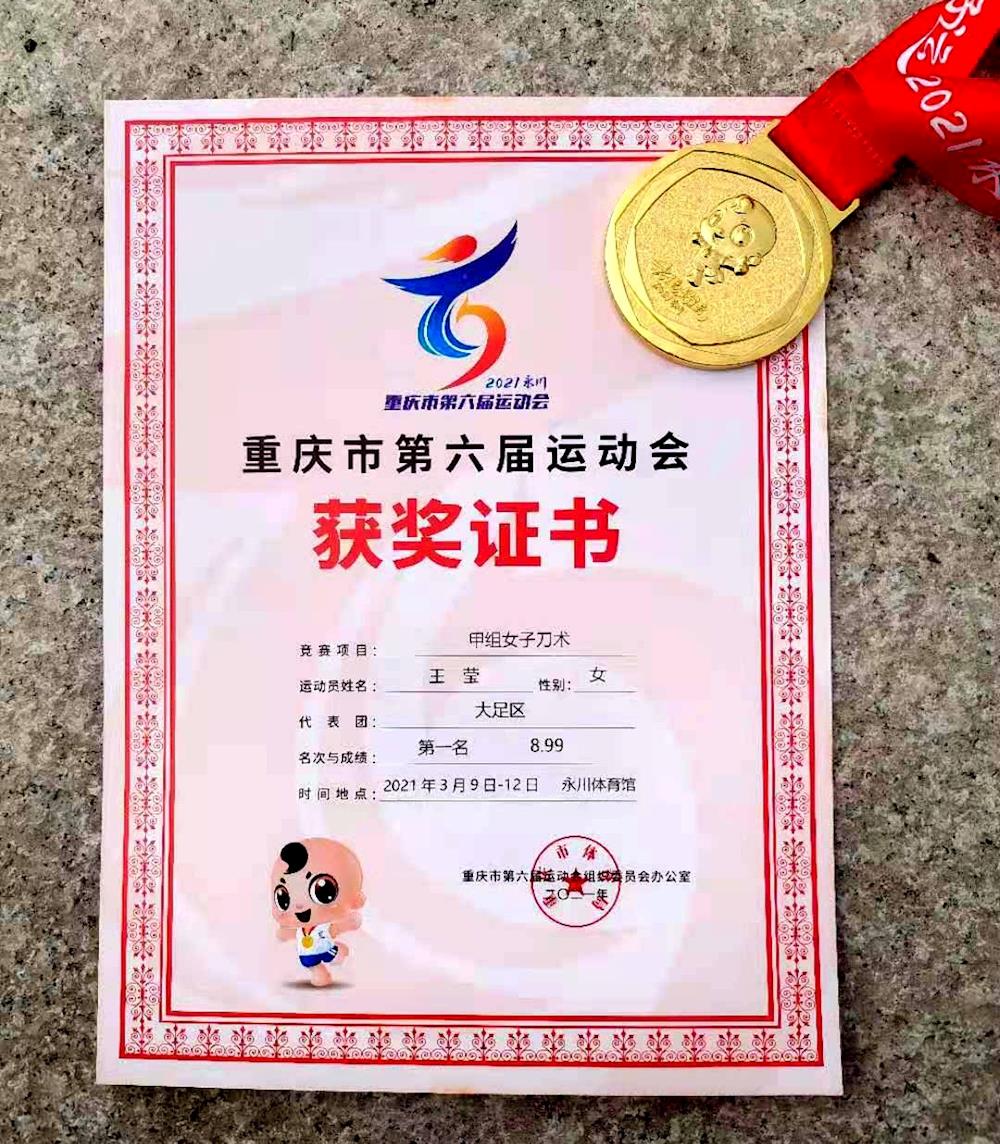 2021
2021 永川
重庆市第六届运动会
重庆市第六届运动会
获奖证书
竞赛项目： 甲组女子刀术
运动员姓名： 王 莹 性别： 女
代表团： 大足区
名次与成绩： 第一名 8.99
时间地点： 2021年3月9日-12日 永川体育馆
重庆市第六届运动会组织委员会办公室
二〇二一年